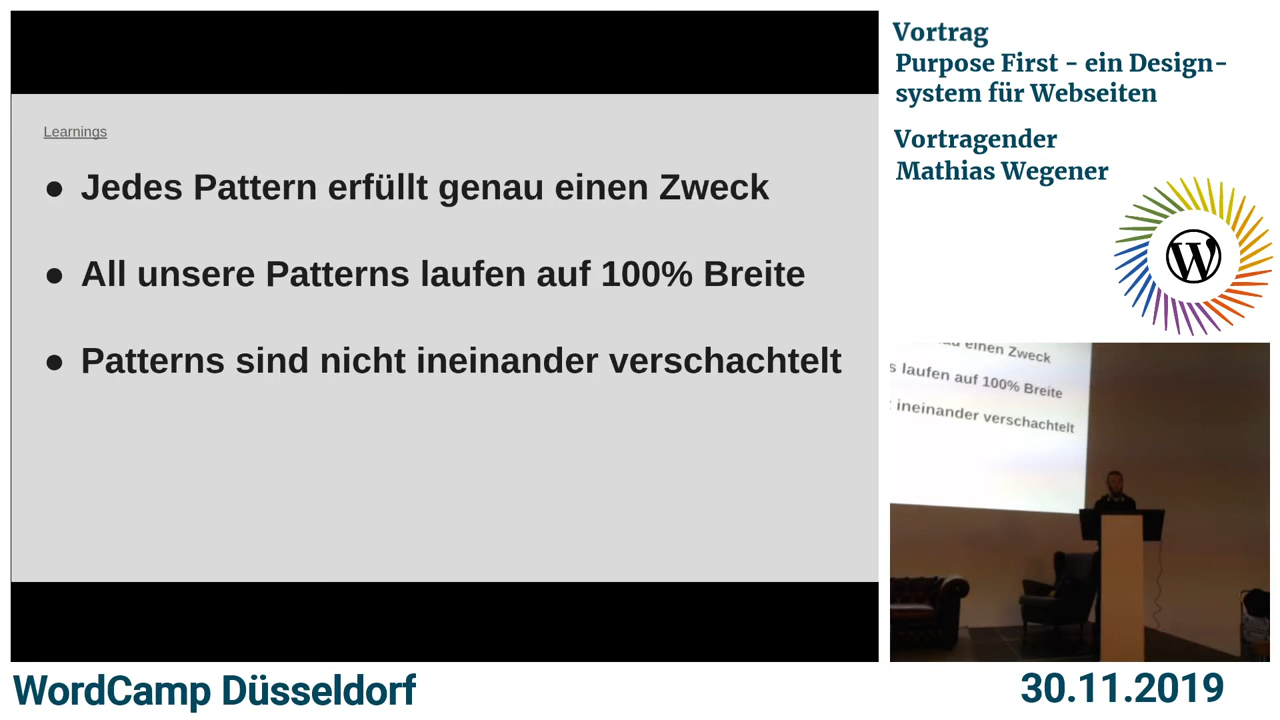 Learnings
● Jedes Pattern erfüllt genau einen Zweck
● All unsere Patterns laufen auf 100% Breite
● Patterns sind nicht ineinander verschachtelt
Vortrag
Purpose First - ein Design-
system für Webseiten
Vortragender
Mathias Wegener
W
au einen Zweck
s laufen auf 100% Breite
ineinander verschachtelt
WordCamp Düsseldorf
30.11.2019